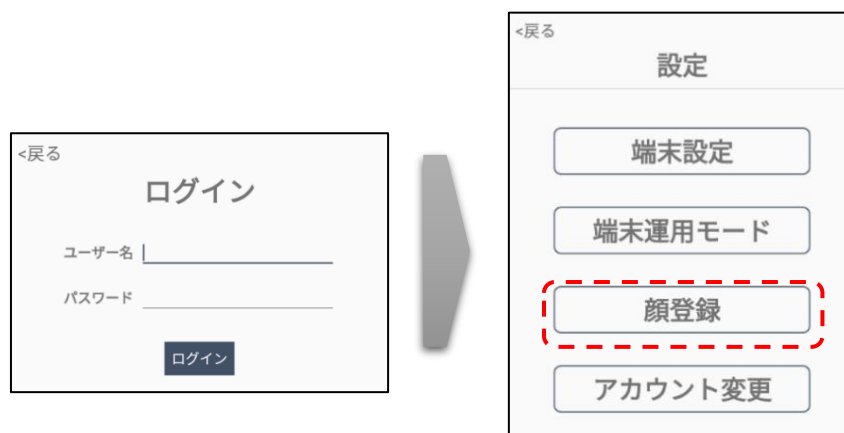 <戻る
ログイン
ユーザー名
パスワード
ログイン
<戻る
設定
端末設定
端末運用モード
顔登録
アカウント変更